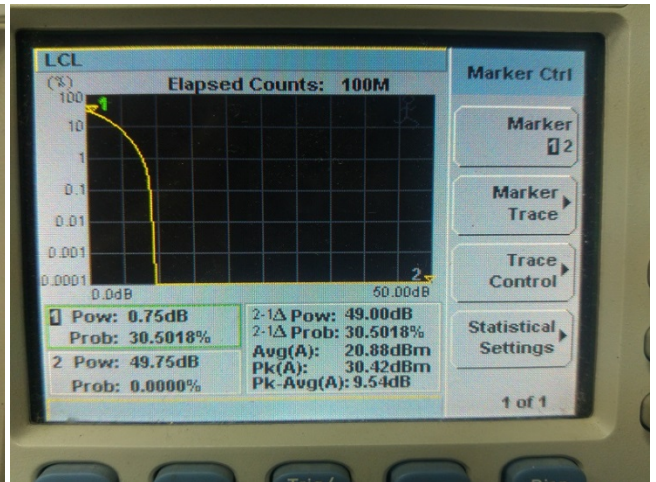 LCL
(%)
Elapsed Counts: 100M
100
10
1
0.1
0.01
0.001
0.0001
1
2
0.0dB
50.00dB
1 Pow: 0.75dB
Prob: 30.5018%
2 Pow: 49.75dB
Prob: 0.0000%
2-1Δ Pow: 49.00dB
2-1Δ Prob: 30.5018%
Avg(A): 20.88dBm
Pk(A): 30.42dBm
Pk-Avg(A): 9.54dB
Marker Ctrl
Marker
1 2
Marker
Trace
Trace
Control
Statistical
Settings
1 of 1